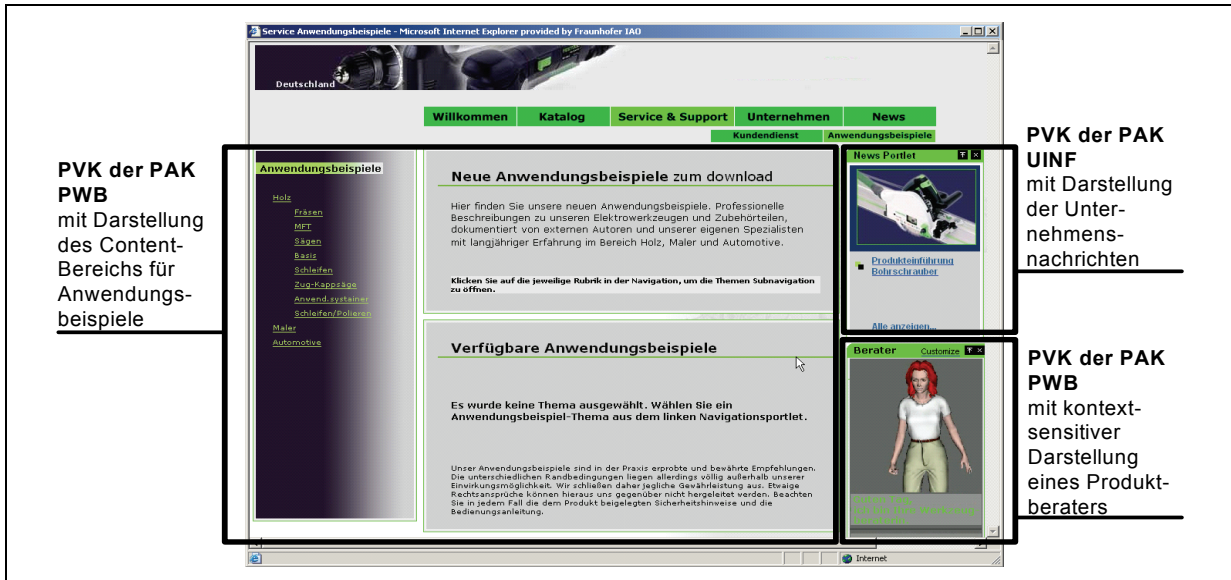 Service Anwendungsbeispiele - Microsoft Internet Explorer provided by Fraunhofer IAO
Deutschland
Willkommen Katalog Service & Support Unternehmen News
Kundendienst Anwendungsbeispiele
PVK der PAK
PWB
mit Darstellung
des Content-
Bereichs für
Anwendungs-
beispiele
Anwendungsbeispiele
Holz
Fräsen
MFT
Sägen
Basis
Schleifen
Zug-Kappsäge
Anwend.systainer
Schleifen/Polieren
Maler
Automotive
Neue Anwendungsbeispiele zum download
Hier finden Sie unsere neuen Anwendungsbeispiele. Professionelle
Beschreibungen zu unseren Elektrowerkzeugen und Zubehörteilen,
dokumentiert von externen Autoren und unserer eigenen Spezialisten
mit langjähriger Erfahrung im Bereich Holz, Maler und Automotive.
Klicken Sie auf die jeweilige Rubrik in der Navigation, um die Themen Subnavigation
zu öffnen.
Verfügbare Anwendungsbeispiele
Es wurde keine Thema ausgewählt. Wählen Sie ein
Anwendungsbeispiel-Thema aus dem linken Navigationsportlet.
Unser Anwendungsbeispiele sind in der Praxis erprobte und bewährte Empfehlungen.
Die unterschiedlichen Randbedingungen liegen allerdings völlig außerhalb unserer
Einwirkungsmöglichkeit. Wir schließen daher jegliche Gewährleistung aus. Etwaige
Rechtsansprüche können hieraus uns gegenüber nicht hergeleitet werden. Beachten
Sie in jedem Fall die dem Produkt beigelegten Sicherheitshinweise und die
Bedienungsanleitung.
News Portlet
Produkteinführung
Bohrschrauber
Alle anzeigen...
Berater Customize
Internet
PVK der PAK
UINF
mit Darstellung
der Unter-
nehmens-
nachrichten
PVK der PAK
PWB
mit kontext-
sensitiver
Darstellung
eines Produkt-
beraters